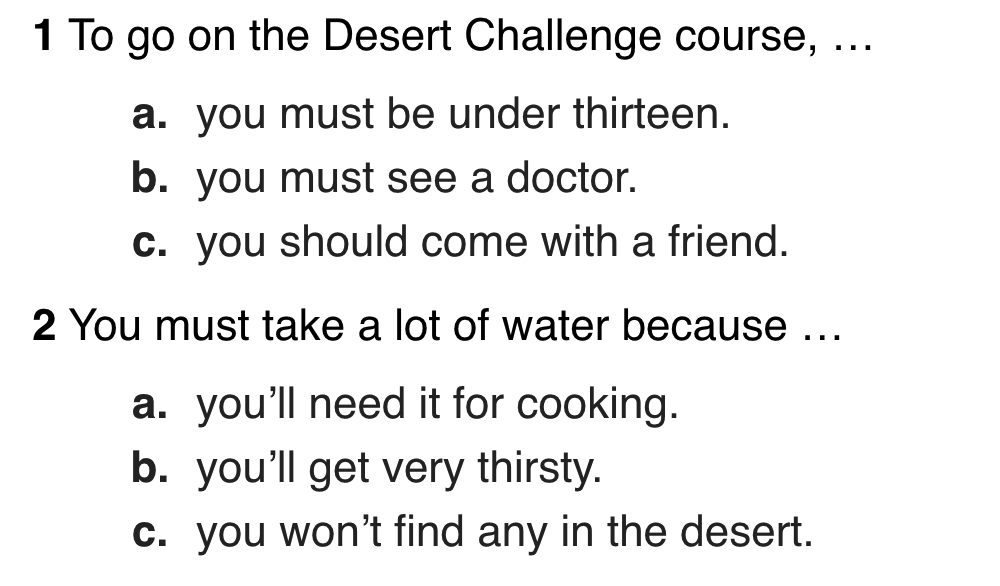 1 To go on the Desert Challenge course, …
a. you must be under thirteen.
b. you must see a doctor.
c. you should come with a friend.
2 You must take a lot of water because …
a. you’ll need it for cooking.
b. you’ll get very thirsty.
c. you won’t find any in the desert.